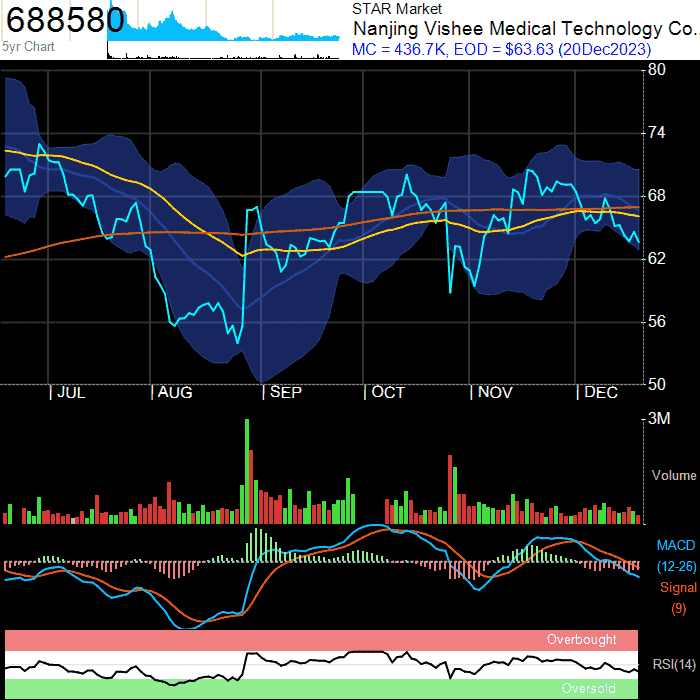 688580
5yr Chart
STAR Market
Nanjing Vishee Medical Technology Co..
MC = 436.7K, EOD = $63.63 (20Dec2023)
80
74
68
62
56
50
| JUL | AUG | SEP | OCT | NOV | DEC
3M
Volume
MACD
(12-26)
Signal
(9)
Overbought
RSI(14)
Oversold